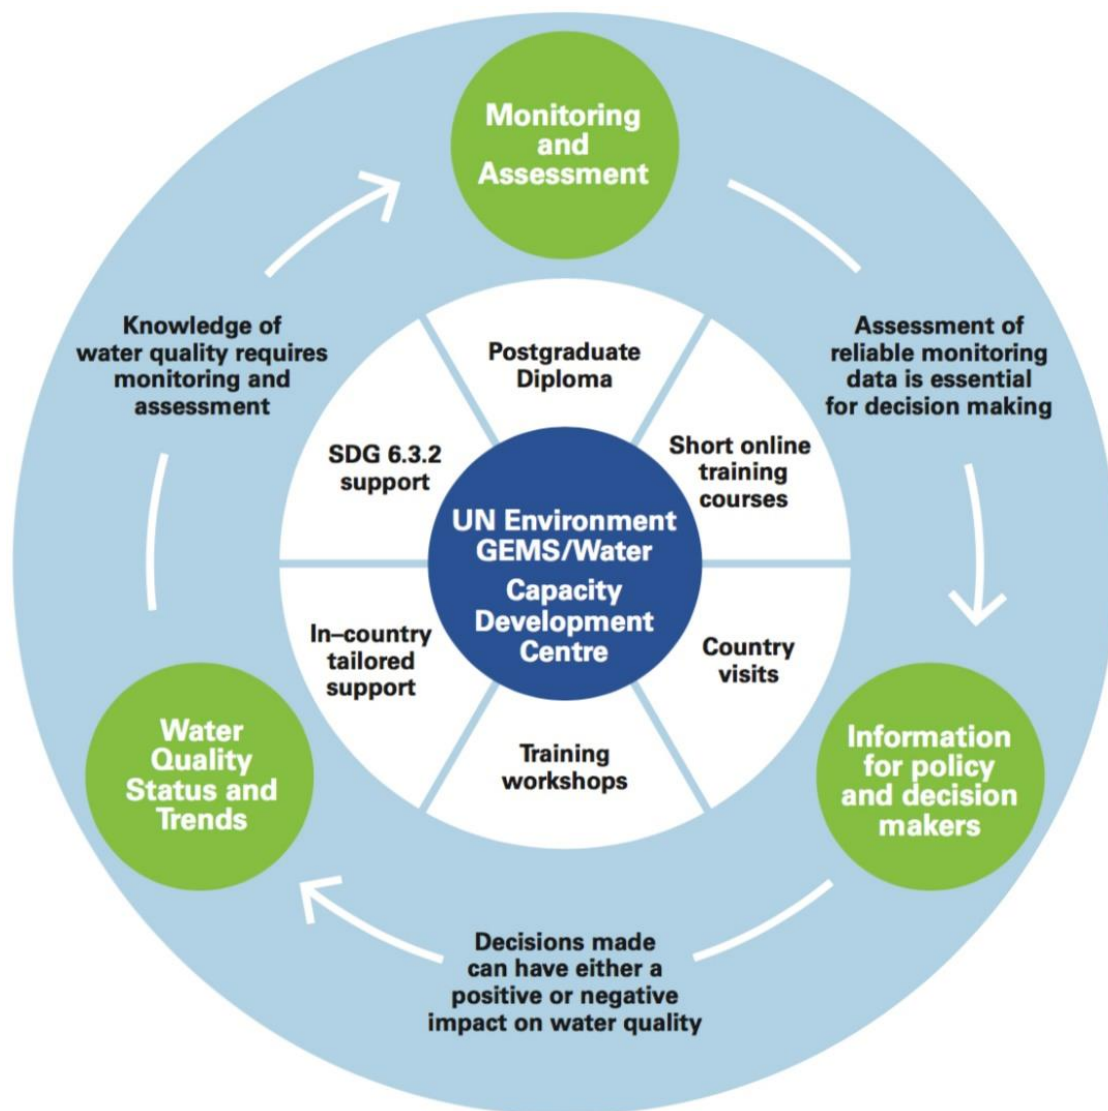 Monitoring
and
Assessment
Knowledge of
water quality requires
monitoring and
assessment
Assessment of
reliable monitoring
data is essential
for decision making
Postgraduate
Diploma
SDG 6.3.2
support
Short online
training
courses
UN Environment
GEMS/Water
Capacity
Development
Centre
In–country
tailored
support
Country
visits
Training
workshops
Water
Quality
Status and
Trends
Information
for policy
and decision
makers
Decisions made
can have either a
positive or negative
impact on water quality